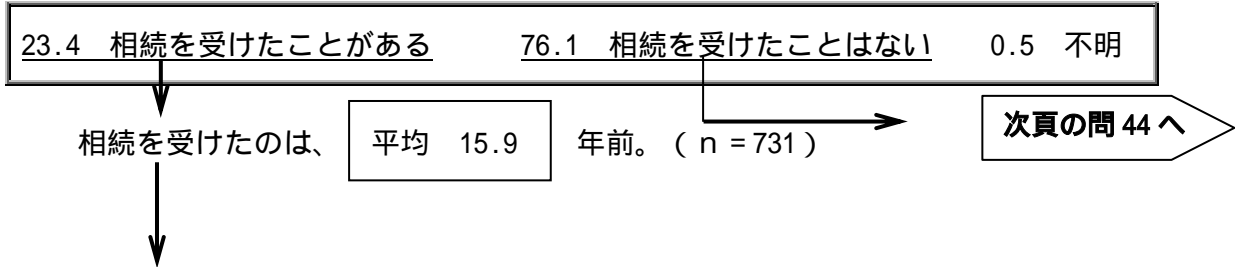 23.4 相続を受けたことがある 76.1 相続を受けたことはない 0.5 不明
相続を受けたのは、 平均 15.9 年前。(n=731)
次頁の問 44 へ